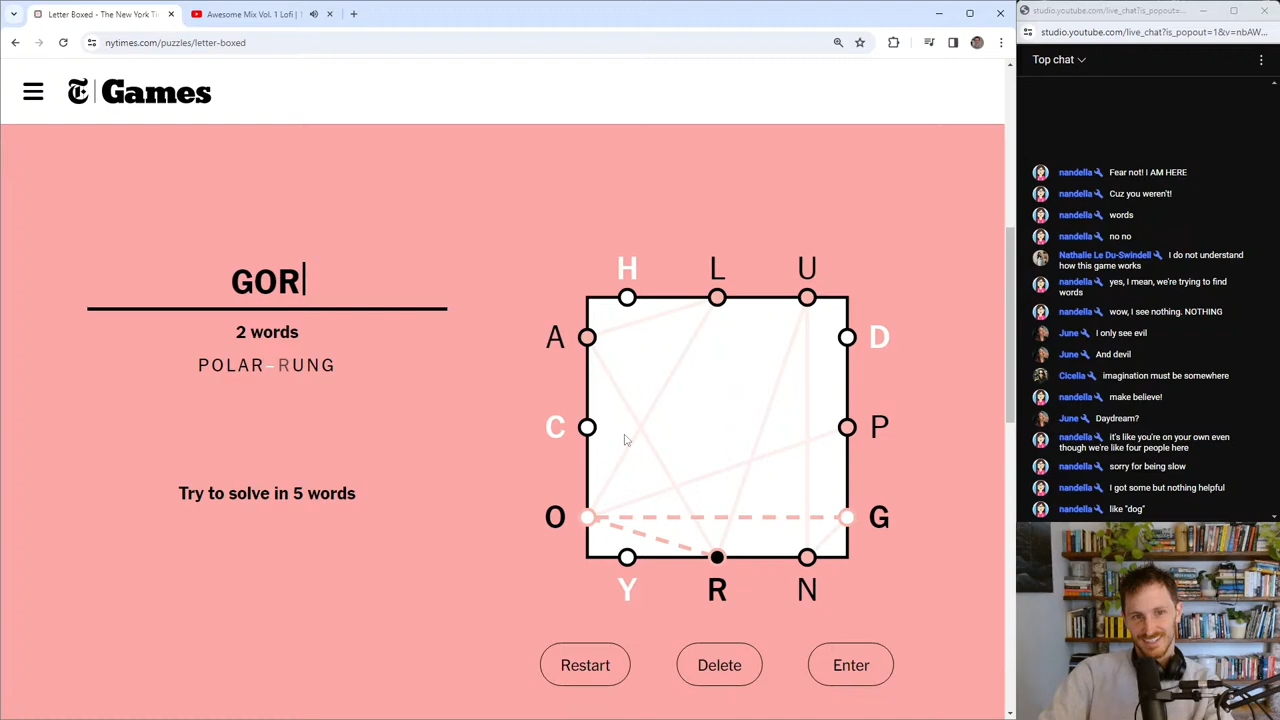 Letter Boxed - The New York Ti
Awesome Mix Vol. 1 Lofi |
nytimes.com/puzzles/letter-boxed
Games
GOR
2 words
POLAR–RUNG
Try to solve in 5 words
H L U
A D
C P
O G
Y R N
Restart Delete Enter
studio.youtube.com/live_chat?is_popout=...
studio.youtube.com/live_chat?is_popout=1&v=nbAW...
Top chat
nandella Fear not! I AM HERE
nandella Cuz you weren't!
nandella words
nandella no no
Nathalie Le Du-Swindell I do not understand
how this game works
nandella yes, I mean, we're trying to find
words
nandella wow, I see nothing. NOTHING
June I only see evil
June And devil
Cicelia imagination must be somewhere
nandella make believe!
June Daydream?
nandella it's like you're on your own even
though we're like four people here
nandella sorry for being slow
nandella I got some but nothing helpful
nandella like "dog"